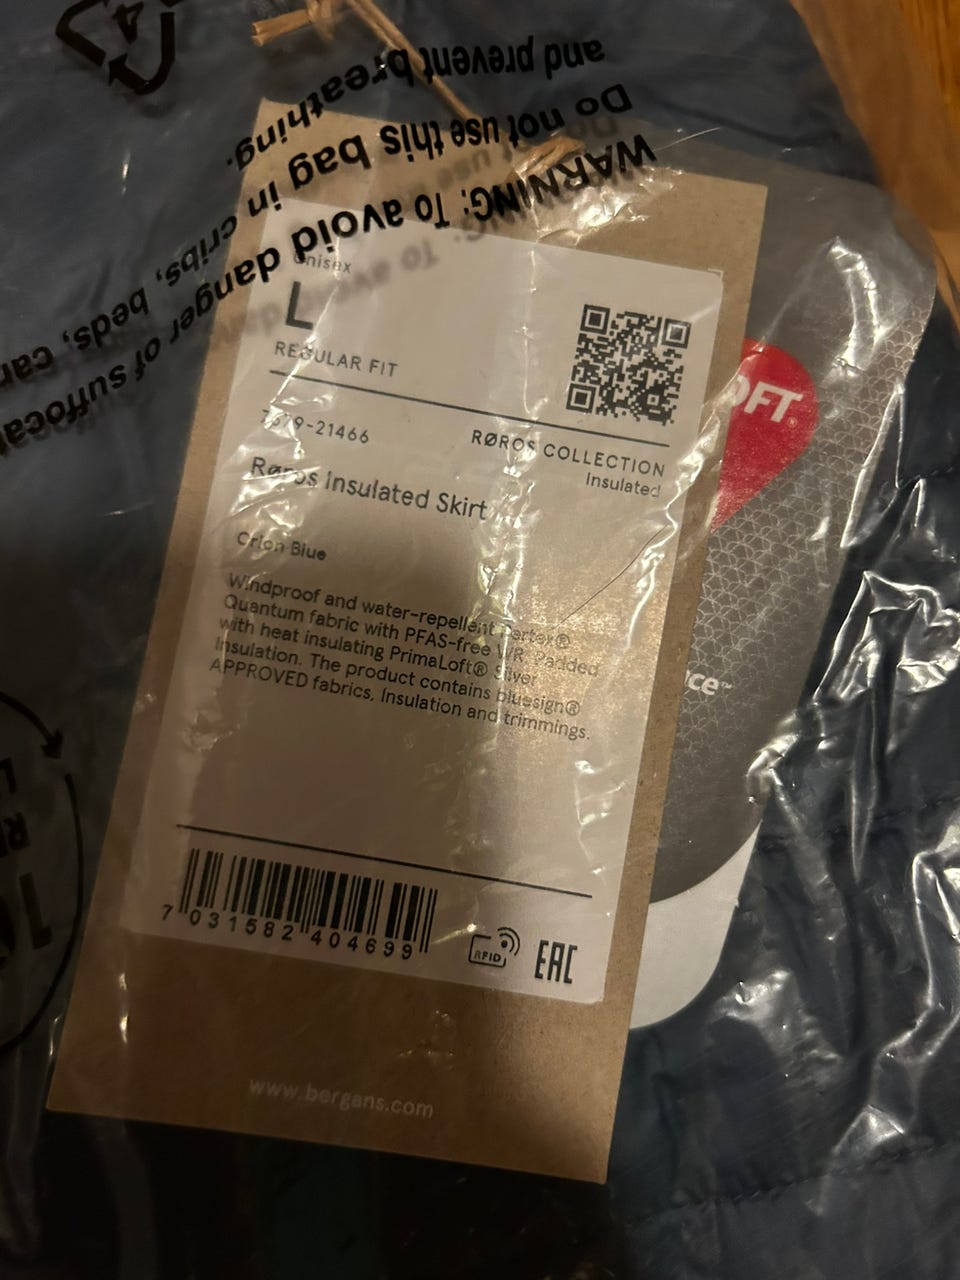 4
WARNING: To avoid danger of
Do not use this bag in cribs, beds,
and prevent breathing.
Unisex
L
REGULAR FIT
RØROS COLLECTION
Insulated
Røros Insulated Skirt
Orion Blue
Windproof and water-repellent Pertex®
Quantum fabric with PFAS-free WR. Padded
with heat insulating PrimaLoft® Silver
Insulation. The product contains bluesign®
APPROVED fabrics, Insulation and trimmings.
7 031582 404699
RFID
EAC
www.bergans.com